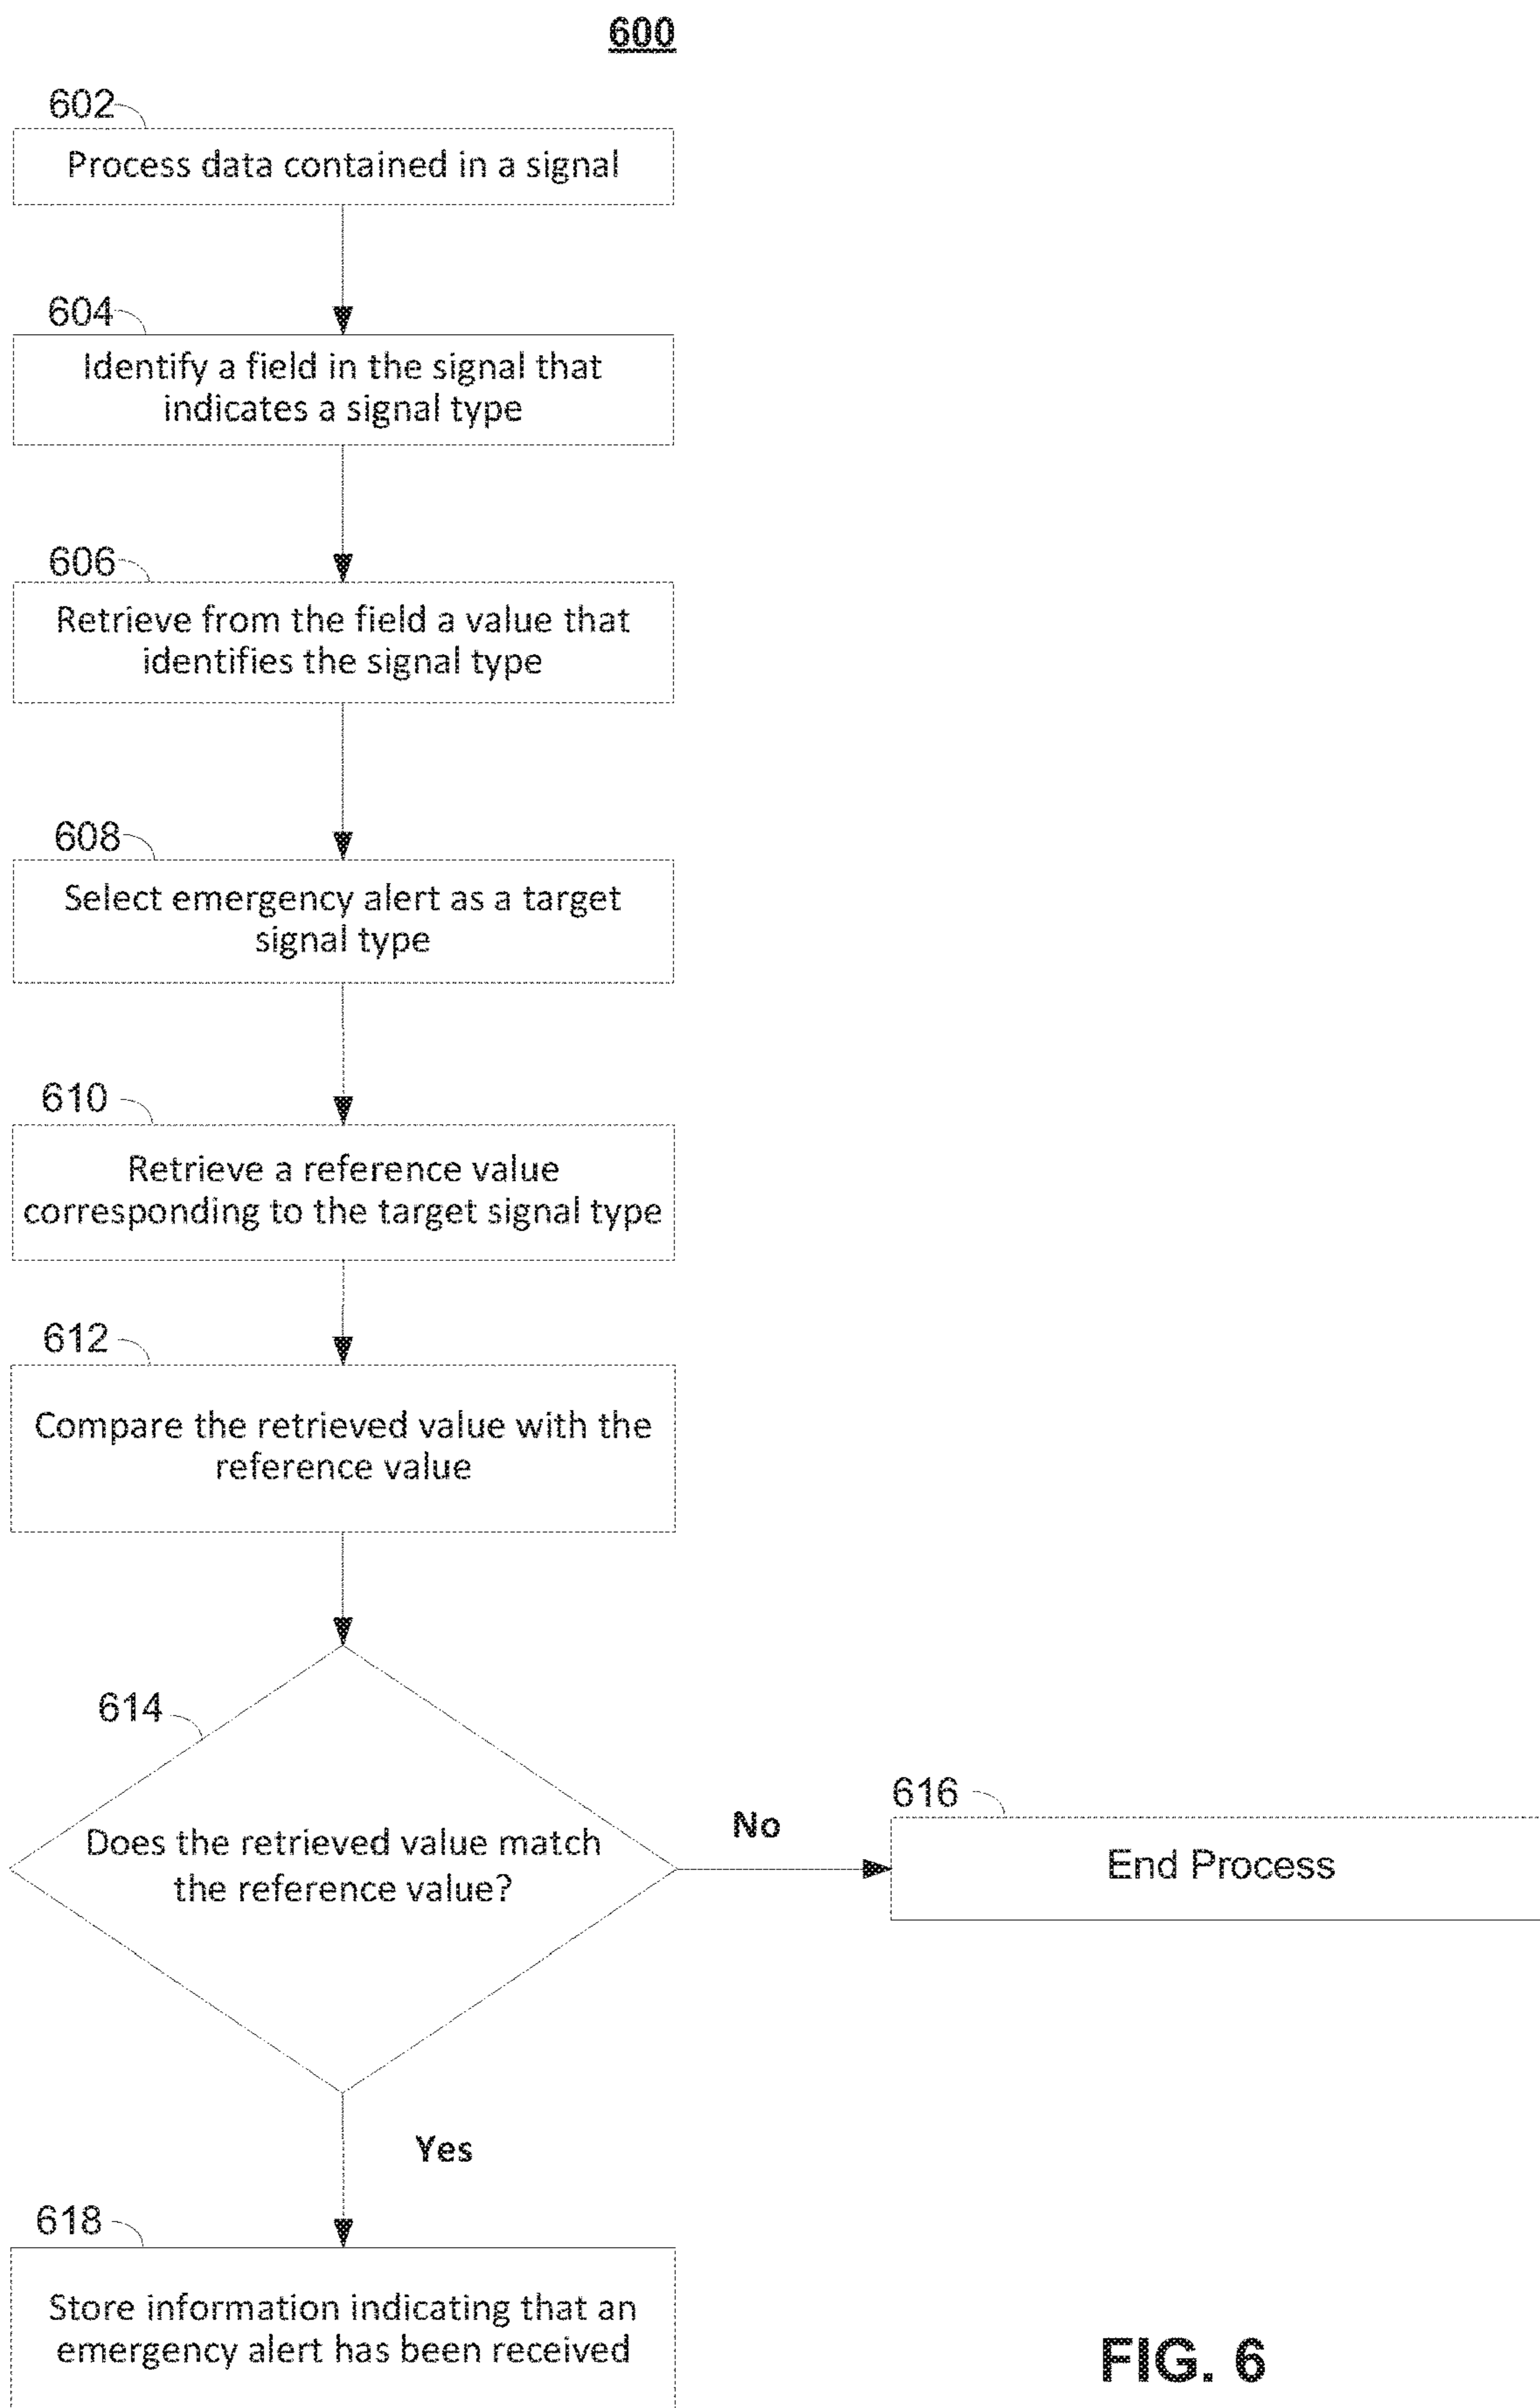 600
602
Process data contained in a signal
604
Identify a field in the signal that
indicates a signal type
606
Retrieve from the field a value that
identifies the signal type
608
Select emergency alert as a target
signal type
610
Retrieve a reference value
corresponding to the target signal type
612
Compare the retrieved value with the
reference value
614
Does the retrieved value match
the reference value?
No
616
End Process
Yes
618
Store information indicating that an
emergency alert has been received
FIG. 6